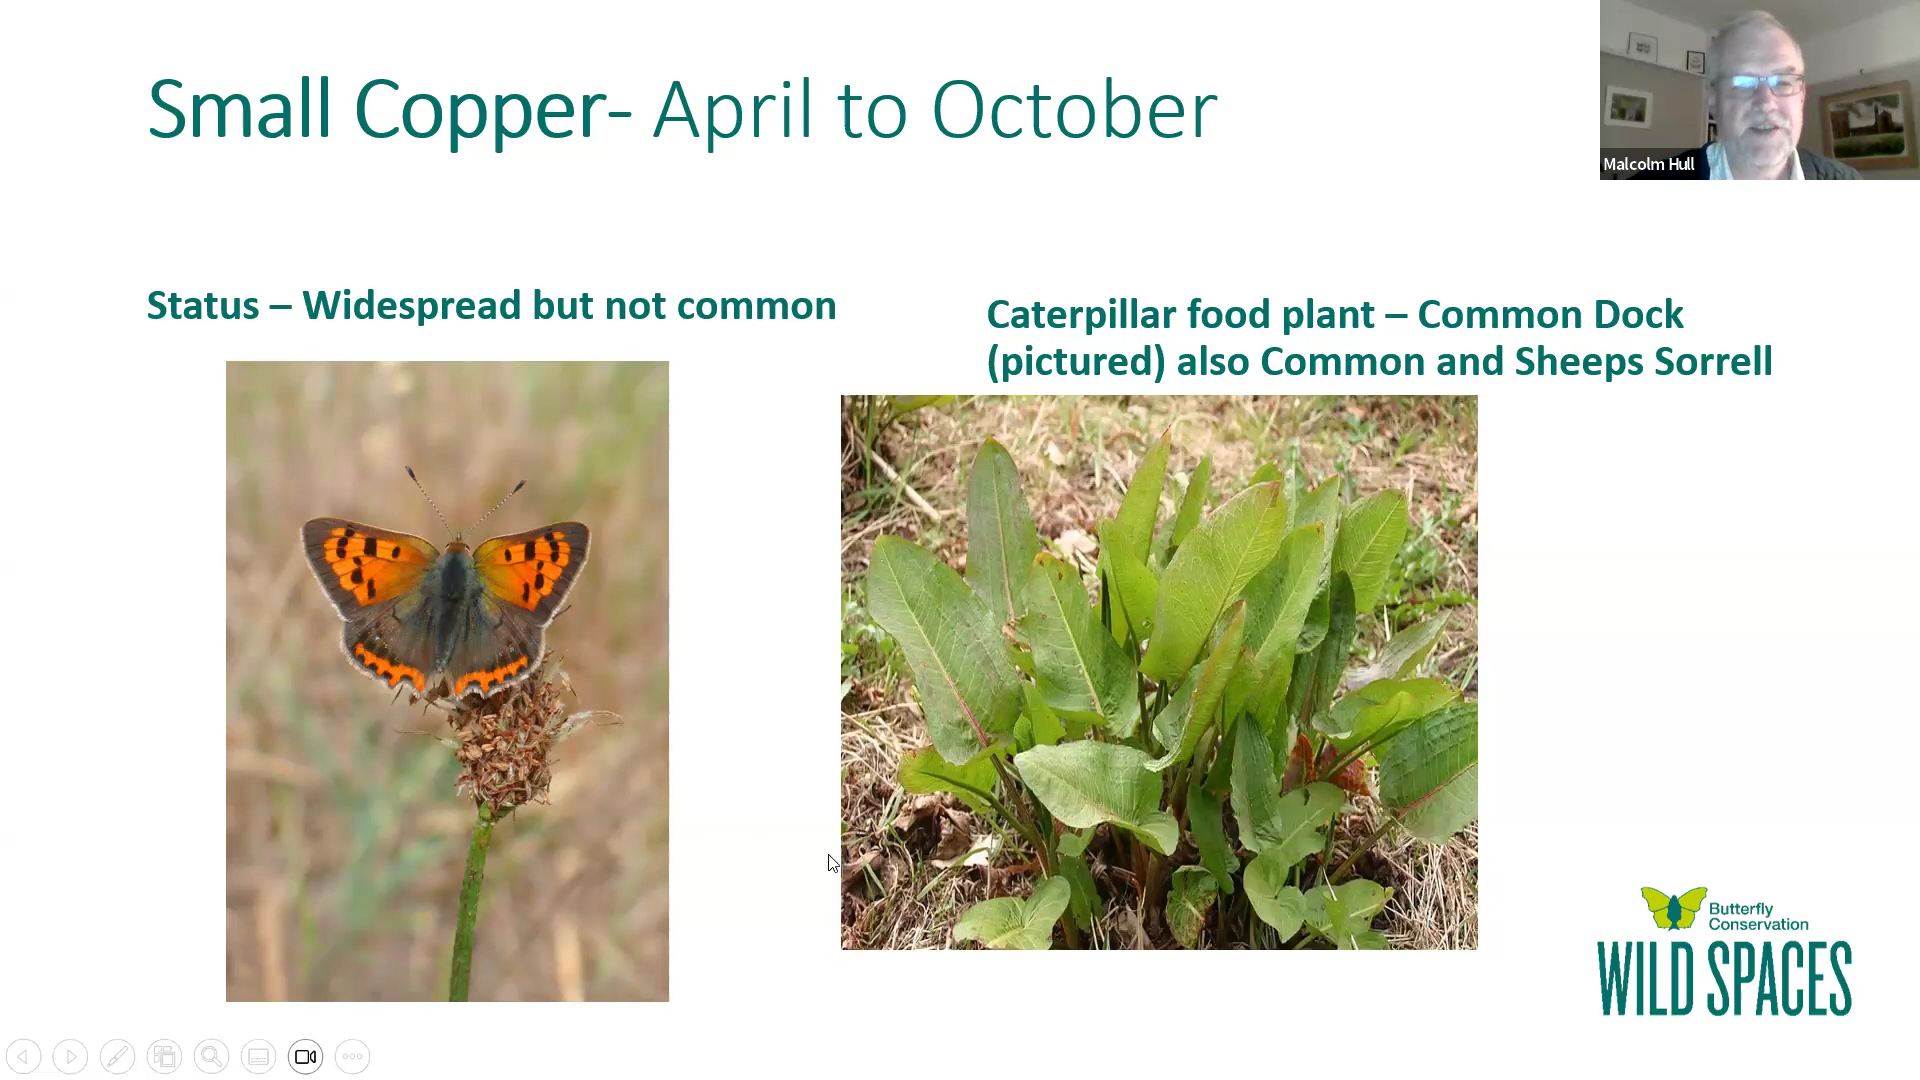 Small Copper- April to October
Malcolm Hull
Status – Widespread but not common
Caterpillar food plant – Common Dock
(pictured) also Common and Sheeps Sorrell
Butterfly
Conservation
WILD SPACES